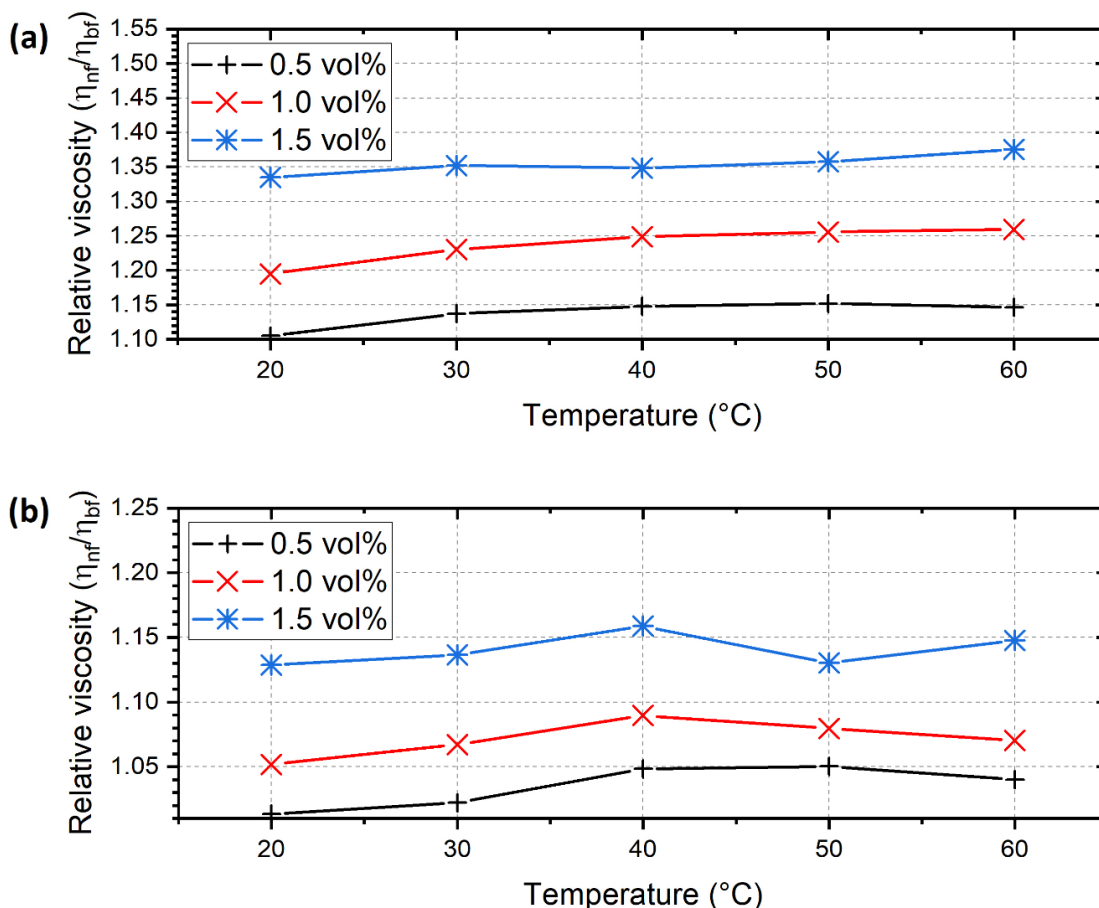 (a)
Relative viscosity (ηnf/ηbf)
1.55
1.50
1.45
1.40
1.35
1.30
1.25
1.20
1.15
1.10
0.5 vol%
1.0 vol%
1.5 vol%
20 30 40 50 60
Temperature (°C)
(b)
Relative viscosity (ηnf/ηbf)
1.25
1.20
1.15
1.10
1.05
0.5 vol%
1.0 vol%
1.5 vol%
20 30 40 50 60
Temperature (°C)